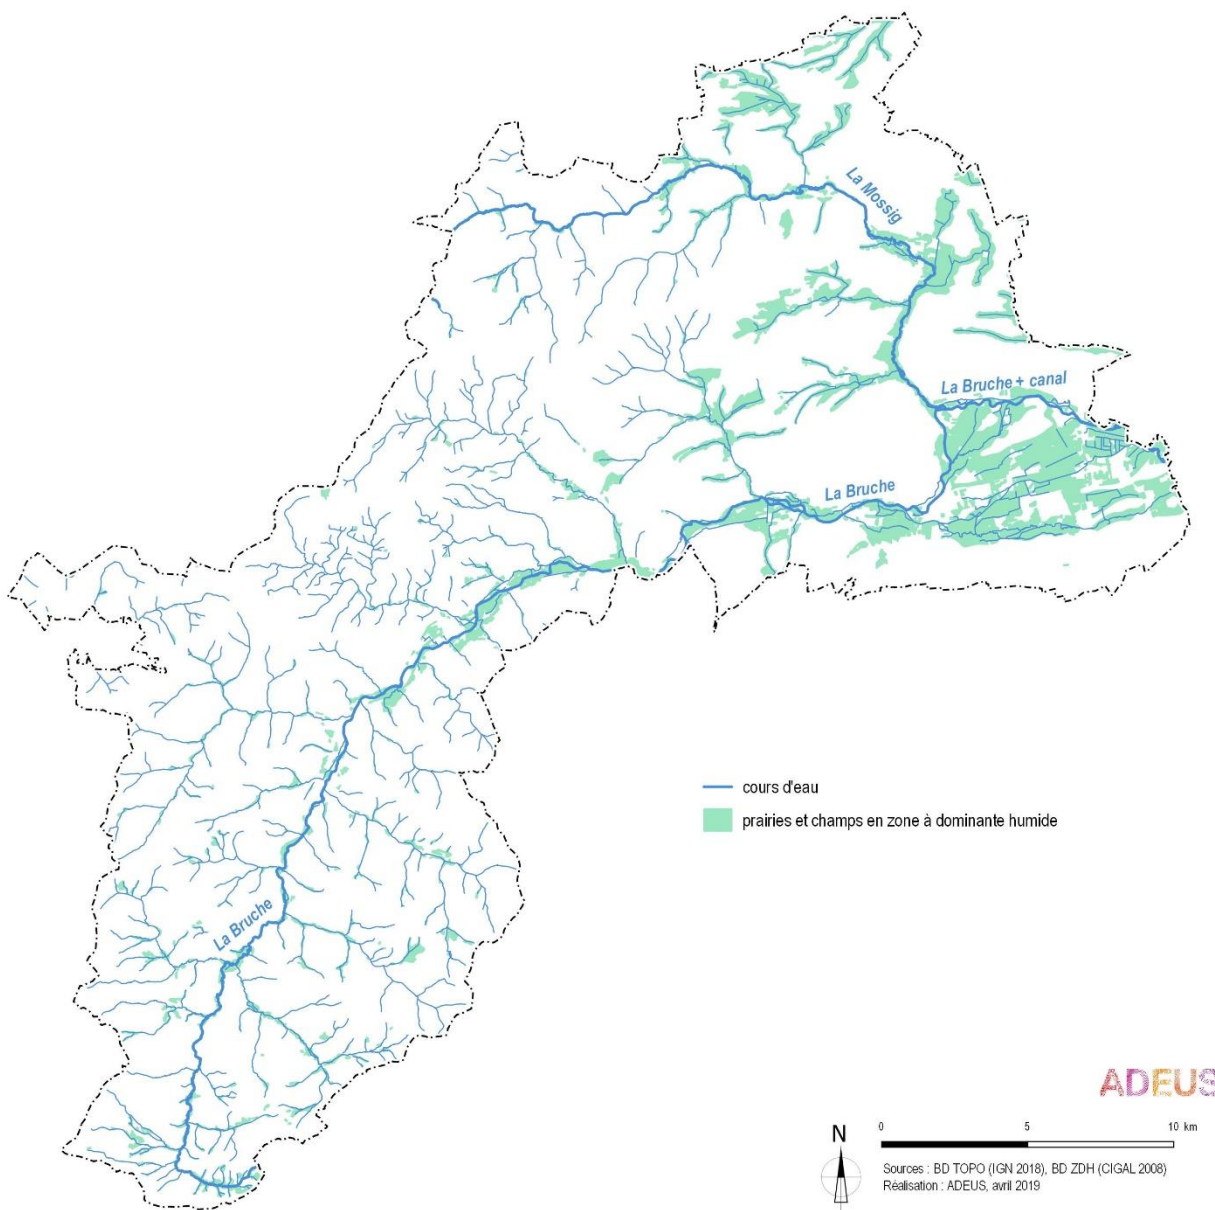 La Mossig
La Bruche + canal
La Bruche
cours d'eau
prairies et champs en zone à dominante humide
La Bruche
ADEUS
N
0 5 10 km
Sources : BD TOPO (IGN 2018), BD ZDH (CIGAL 2008)
Réalisation : ADEUS, avril 2019